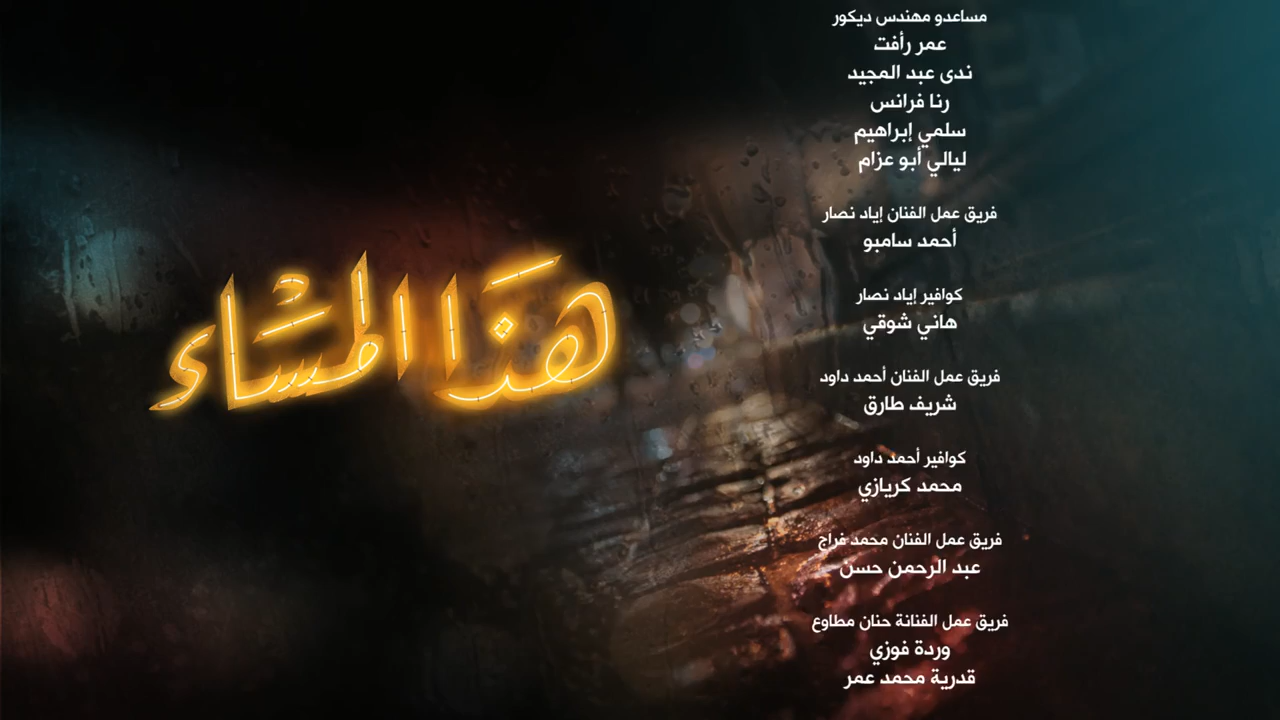 هَذَا المَسَّاء
مساعدو مهندس ديكور
عمر رأفت
ندى عبد المجيد
رنا فرانس
سلمي إبراهيم
ليالي أبو عزام
فريق عمل الفنان إياد نصار
أحمد سامبو
كوافير إياد نصار
هاني شوقي
فريق عمل الفنان أحمد داود
شريف طارق
كوافير أحمد داود
محمد كريازي
فريق عمل الفنان محمد فراج
عبد الرحمن حسن
فريق عمل الفنانة حنان مطاوع
وردة فوزي
قدرية محمد عمر